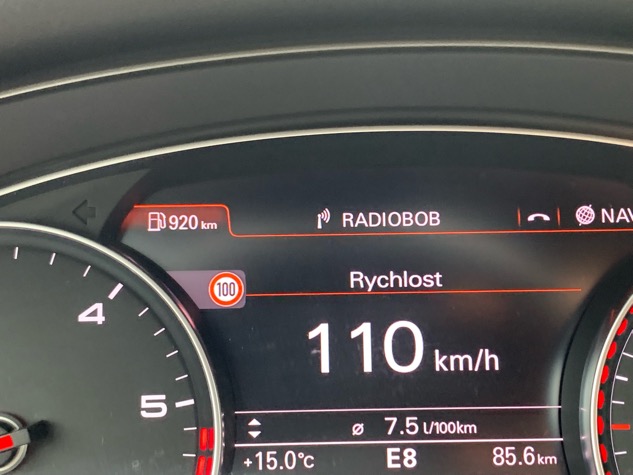 920 km RADIOBOB NAV
100 Rychlost
110 km/h
4
5
ø 7.5 l/100km
+15.0°C E8 85.6 km